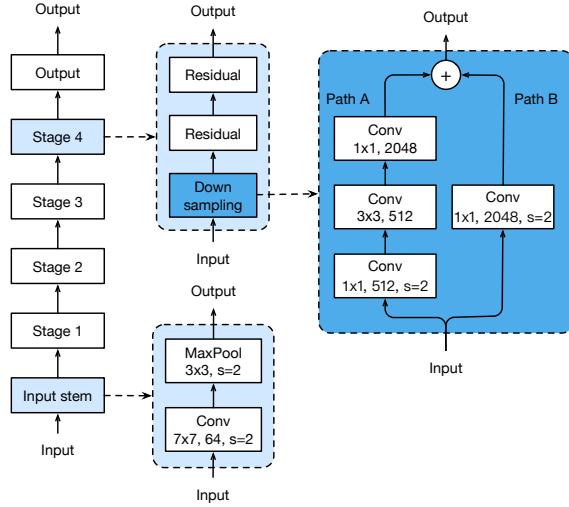 Output
Output
Stage 4
Stage 3
Stage 2
Stage 1
Input stem
Input
Output
Residual
Residual
Down
sampling
Input
Output
MaxPool
3x3, s=2
Conv
7x7, 64, s=2
Input
Output
+
Path A
Path B
Conv
1x1, 2048
Conv
3x3, 512
Conv
1x1, 2048, s=2
Conv
1x1, 512, s=2
Input